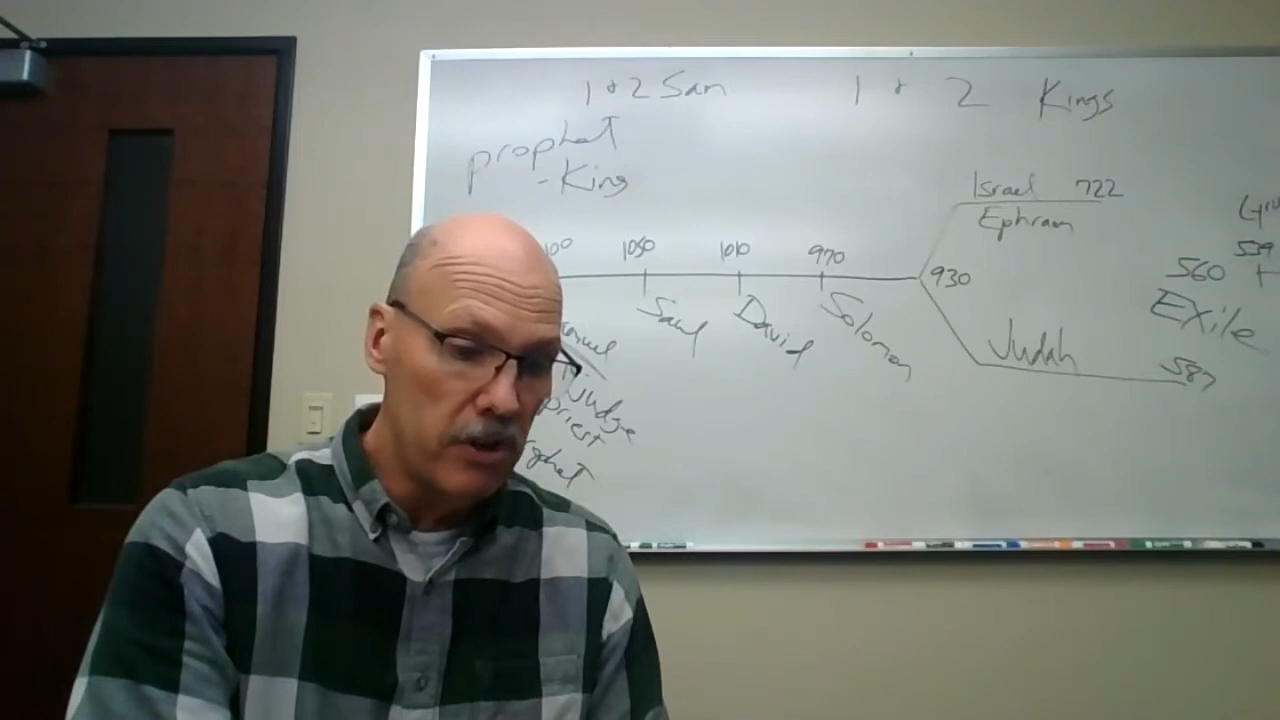 1 + 2 Sam
1 + 2 Kings
prophet
- King
Israel 722
Ephraim
1050
1010
970
930
560
Exile
Saul
David
Solomon
Judah
587
Judge
priest